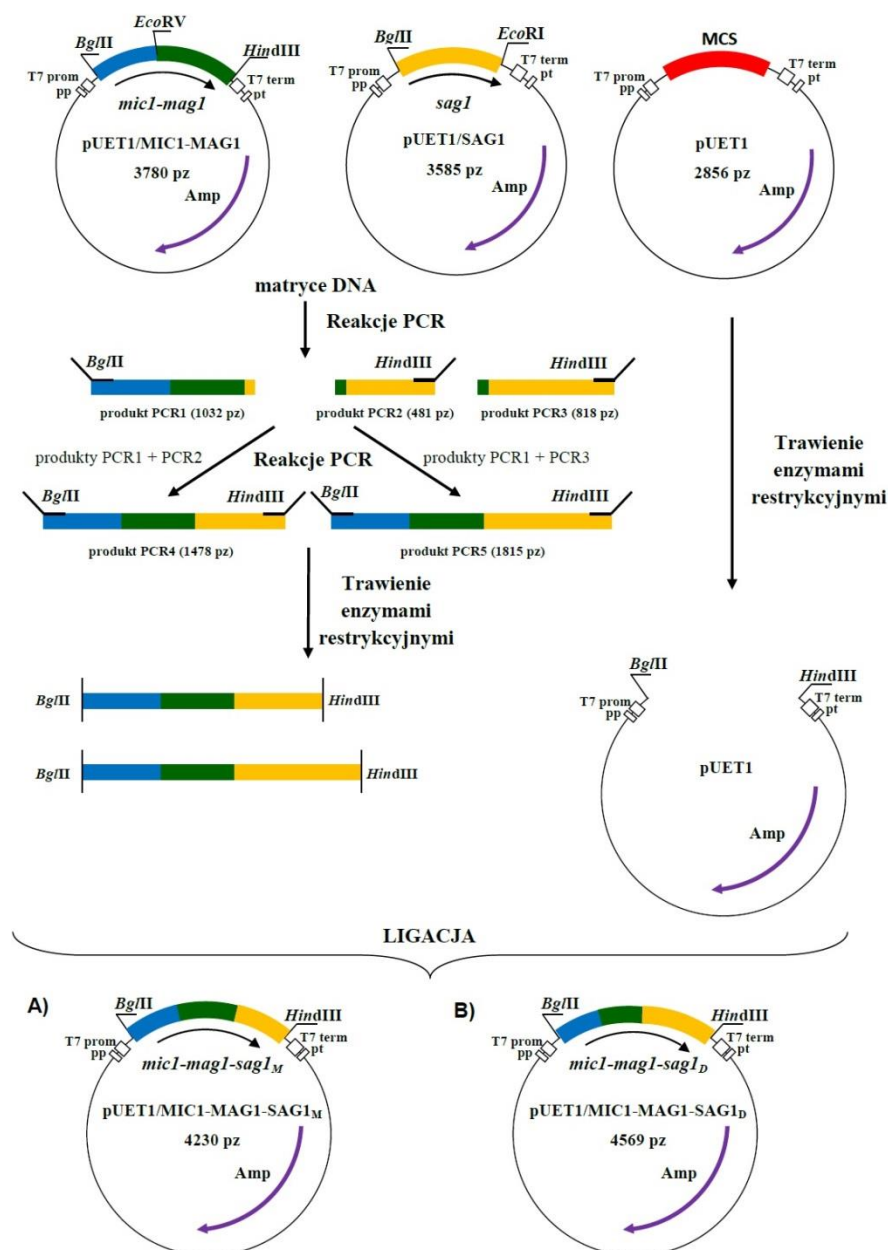 EcoRV
BglII
HindIII
T7 prom
pp
T7 term
pt
mic1-mag1
pUET1/MIC1-MAG1
3780 pz
Amp
BglII
EcoRI
T7 prom
pp
T7 term
pt
sag1
pUET1/SAG1
3585 pz
Amp
MCS
T7 prom
pp
T7 term
pt
pUET1
2856 pz
Amp
matryce DNA
Reakcje PCR
BglII
HindIII
HindIII
produkt PCR1 (1032 pz)
produkt PCR2 (481 pz)
produkt PCR3 (818 pz)
produkty PCR1 + PCR2
Reakcje PCR
produkty PCR1 + PCR3
BglII
HindIII
BglII
HindIII
produkt PCR4 (1478 pz)
produkt PCR5 (1815 pz)
Trawienie
enzymami
restrykcyjnymi
Trawienie
enzymami
restrykcyjnymi
BglII
HindIII
BglII
HindIII
BglII
HindIII
T7 prom
pp
T7 term
pt
pUET1
Amp
LIGACJA
A)
BglII
HindIII
T7 prom
pp
T7 term
pt
mic1-mag1-sag1M
pUET1/MIC1-MAG1-SAG1M
4230 pz
Amp
B)
BglII
HindIII
T7 prom
pp
T7 term
pt
mic1-mag1-sag1D
pUET1/MIC1-MAG1-SAG1D
4569 pz
Amp